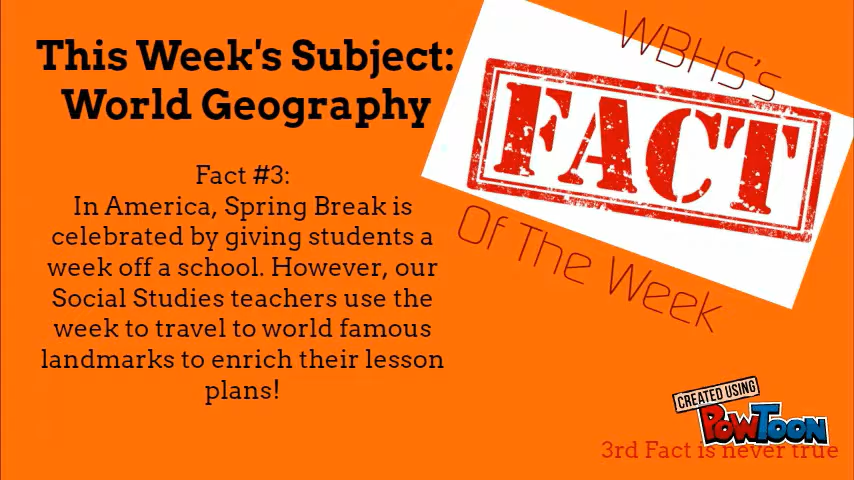 This Week's Subject:
World Geography
WBHS's
FACT
Of The Week
Fact #3:
In America, Spring Break is
celebrated by giving students a
week off a school. However, our
Social Studies teachers use the
week to travel to world famous
landmarks to enrich their lesson
plans!
CREATED USING
POWTOON
3rd Fact is never true